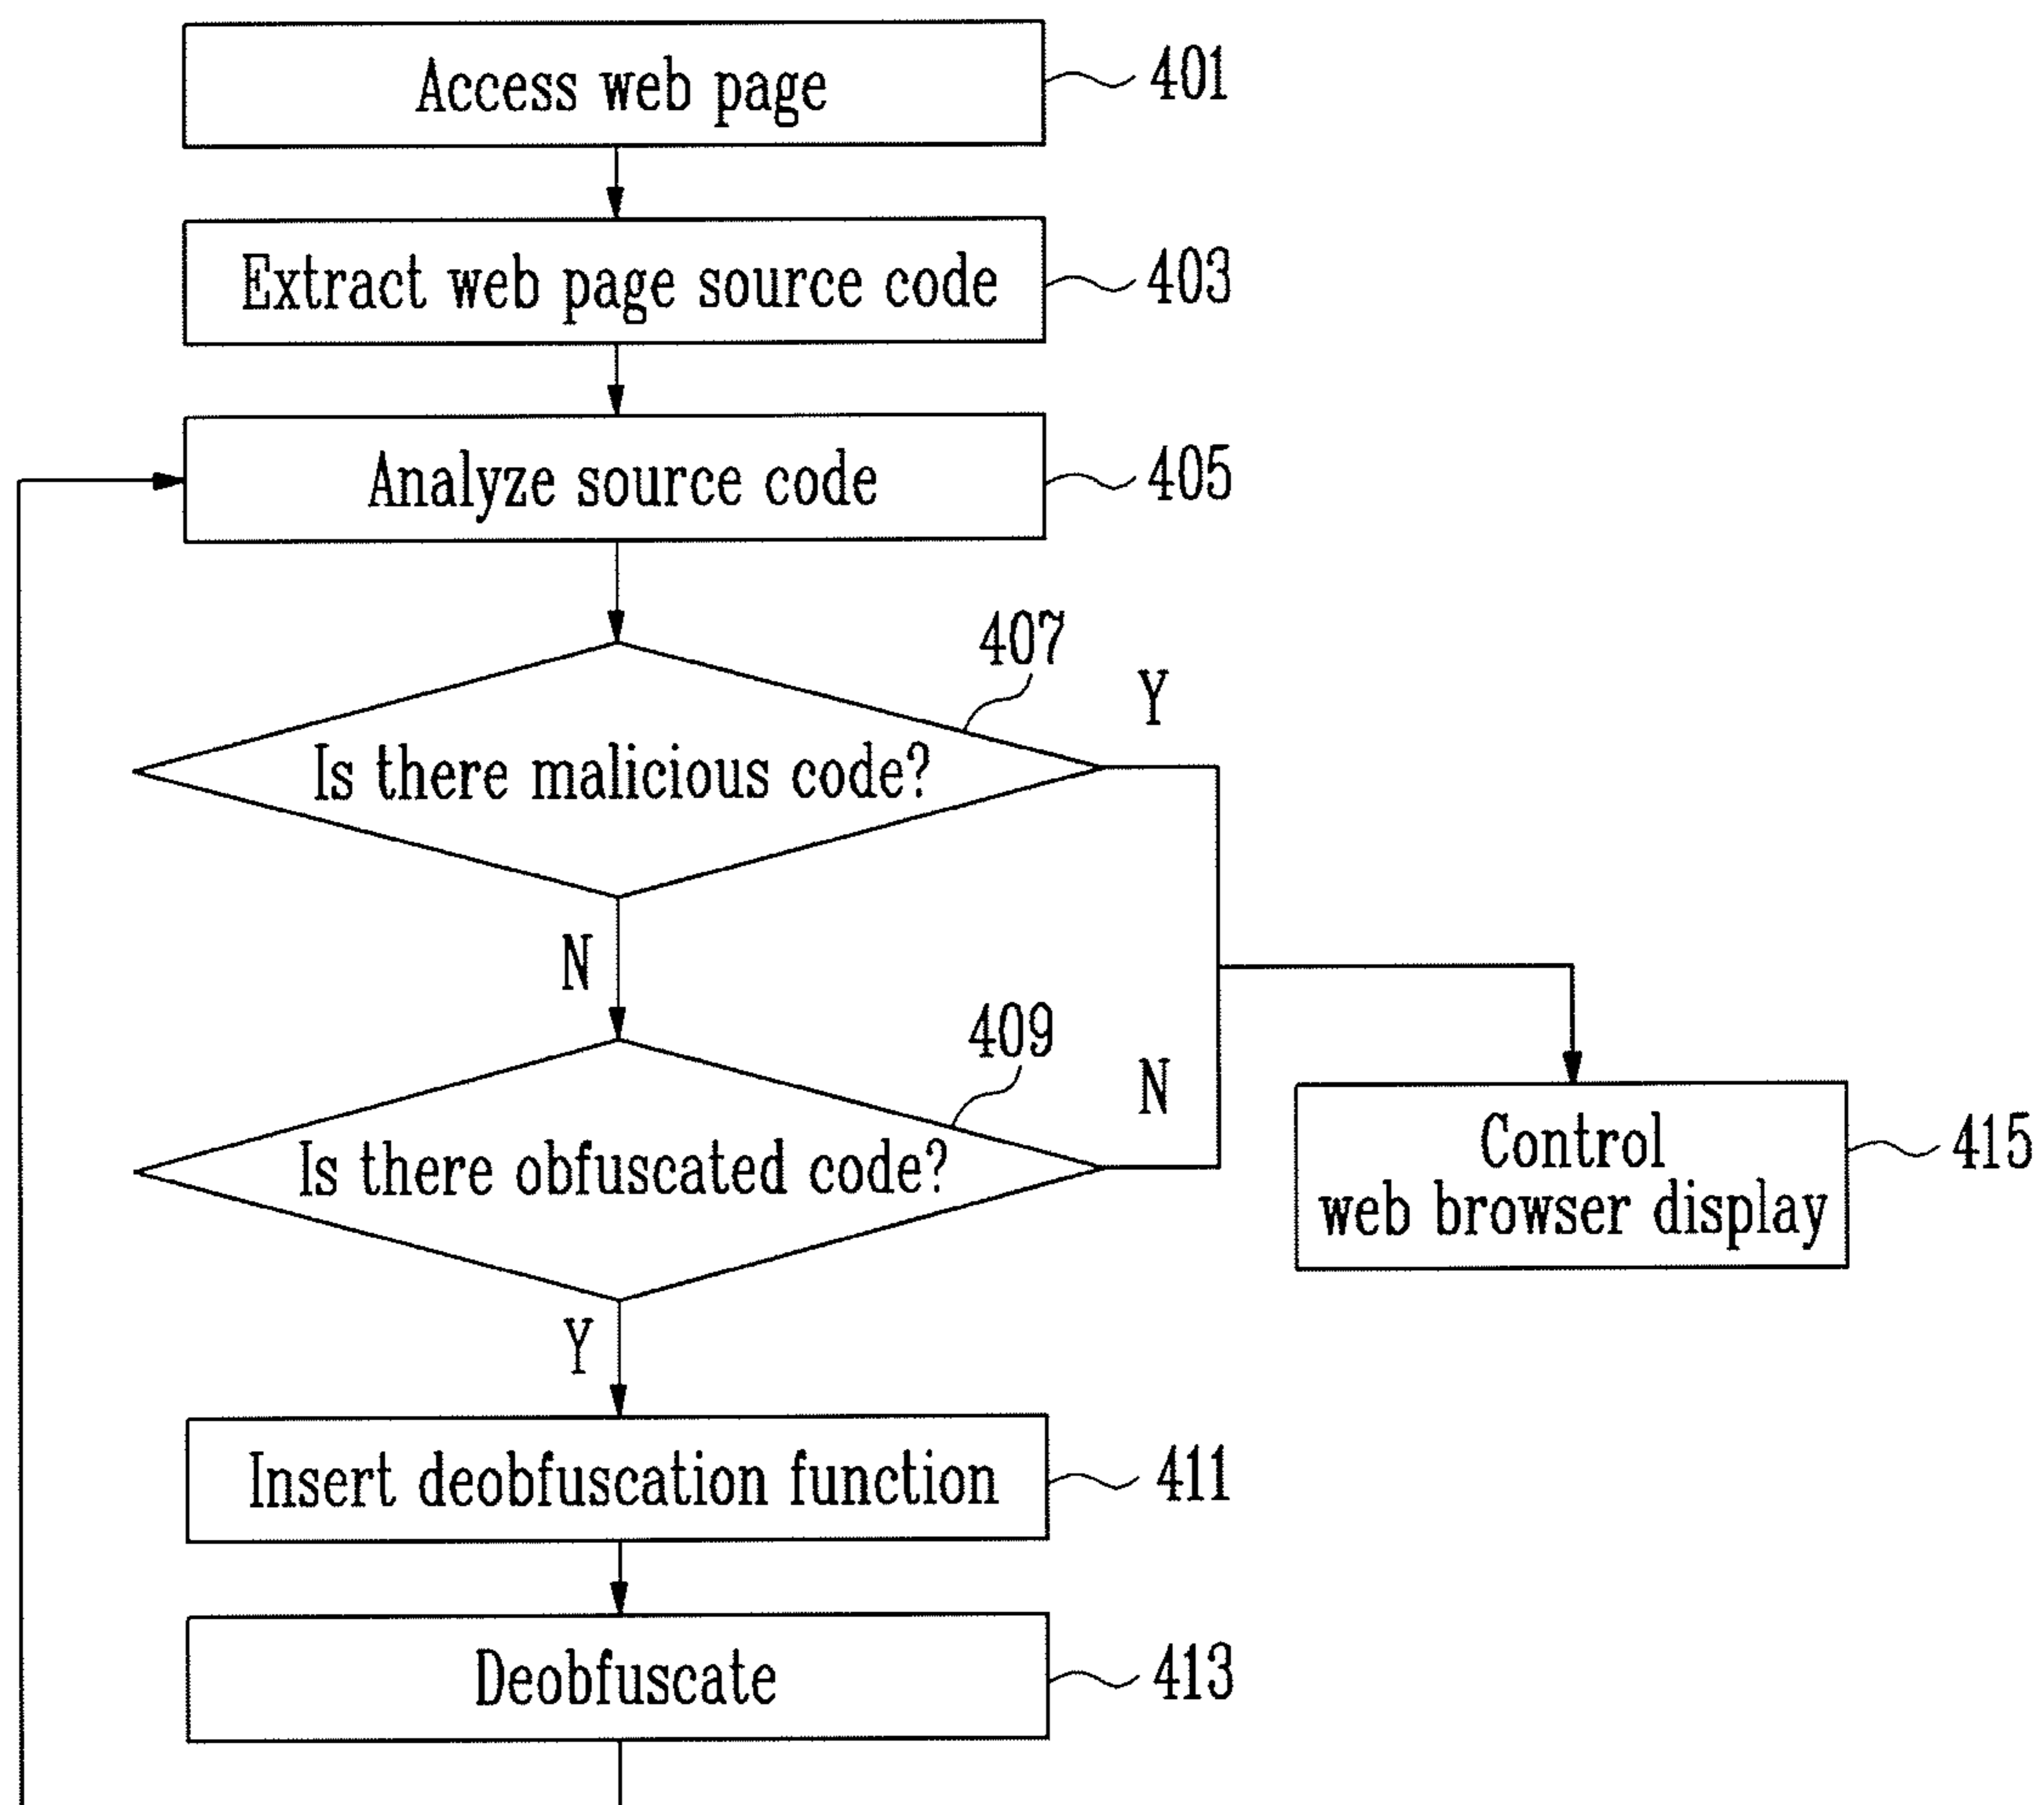 Access web page
401
Extract web page source code
403
Analyze source code
405
407
Y
Is there malicious code?
N
409
N
Is there obfuscated code?
Control
web browser display
415
Y
Insert deobfuscation function
411
Deobfuscate
413